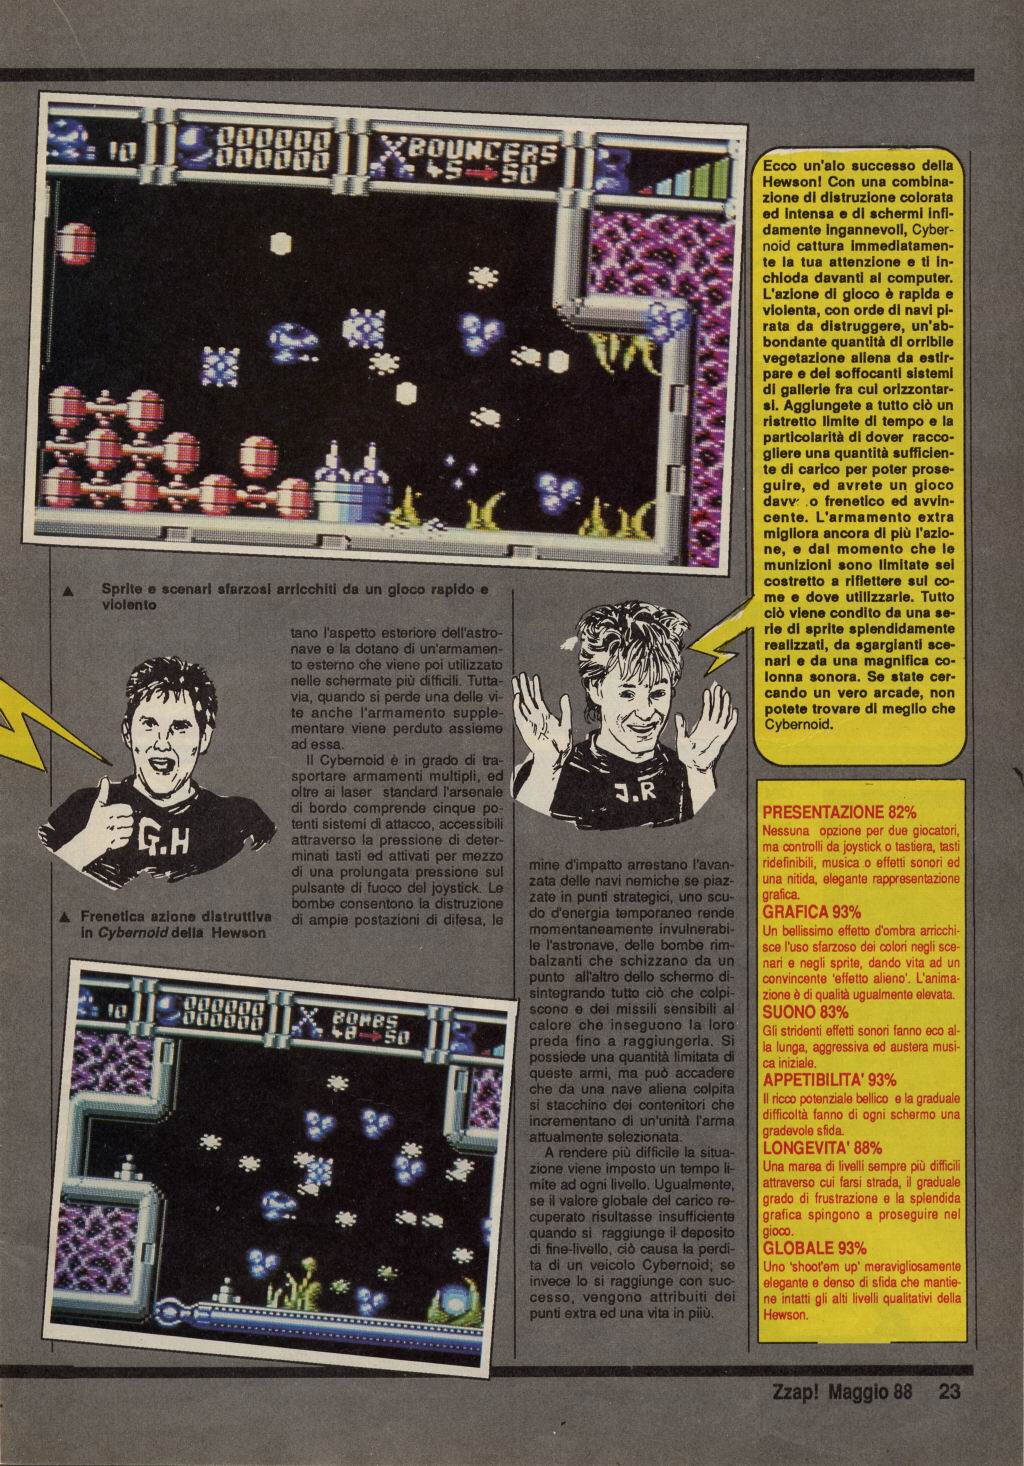 10
000000
000000
BOUNCERS
45 50
▲ Sprite e scenari sfarzosi arricchiti da un gioco rapido e
violento
G.H
▲ Frenetica azione distruttiva
in Cybernoid della Hewson
10
000000
000000
BOMBS
48 50
tano l'aspetto esteriore dell'astro-
nave e la dotano di un'armamen-
to esterno che viene poi utilizzato
nelle schermate più difficili. Tutta-
via, quando si perde una delle vi-
te anche l'armamento supple-
mentare viene perduto assieme
ad essa.
Il Cybernoid è in grado di tra-
sportare armamenti multipli, ed
oltre ai laser standard l'arsenale
di bordo comprende cinque po-
tenti sistemi di attacco, accessibili
attraverso la pressione di deter-
minati tasti ed attivati per mezzo
di una prolungata pressione sul
pulsante di fuoco del joystick. Le
bombe consentono la distruzione
di ampie postazioni di difesa, le
J.R
mine d'impatto arrestano l'avan-
zata delle navi nemiche se piaz-
zate in punti strategici, uno scu-
do d'energia temporaneo rende
momentaneamente invulnerabi-
le l'astronave, delle bombe rim-
balzanti che schizzano da un
punto all'altro dello schermo di-
sintegrando tutto ciò che colpi-
scono e dei missili sensibili al
calore che inseguono la loro
preda fino a raggiungerla. Si
possiede una quantità limitata di
queste armi, ma può accadere
che da una nave aliena colpita
si stacchino dei contenitori che
incrementano di un'unità l'arma
attualmente selezionata.
A rendere più difficile la situa-
zione viene imposto un tempo li-
mite ad ogni livello. Ugualmente,
se il valore globale del carico re-
cuperato risultasse insufficiente
quando si raggiunge il deposito
di fine-livello, ciò causa la perdi-
ta di un veicolo Cybernoid; se
invece lo si raggiunge con suc-
cesso, vengono attribuiti dei
punti extra ed una vita in piiù.
Ecco un'alo successo della
Hewson! Con una combina-
zione di distruzione colorata
ed intensa e di schermi infi-
damente ingannevoli, Cyber-
noid cattura immediatamen-
te la tua attenzione e ti in-
chioda davanti al computer.
L'azione di gioco è rapida e
violenta, con orde di navi pi-
rata da distruggere, un'ab-
bondante quantità di orribile
vegetazione aliena da estir-
pare e dei soffocanti sistemi
di gallerie fra cui orizzontar-
si. Aggiungete a tutto ciò un
ristretto limite di tempo e la
particolarità di dover racco-
gliere una quantità sufficien-
te di carico per poter prose-
guire, ed avrete un gioco
o frenetico ed avvin-
cente. L'armamento extra
migliora ancora di più l'azio-
ne, e dal momento che le
munizioni sono limitate sei
costretto a riflettere sul co-
me e dove utilizzarle. Tutto
ciò viene condito da una se-
rie di sprite splendidamente
realizzati, da sgargianti sce-
nari e da una magnifica co-
lonna sonora. Se state cer-
cando un vero arcade, non
potete trovare di meglio che
Cybernoid.
PRESENTAZIONE 82%
Nessuna opzione per due giocatori,
ma controlli da joystick o tastiera, tasti
ridefinibili, musica o effetti sonori ed
una nitida, elegante rappresentazione
grafica.
GRAFICA 93%
Un bellissimo effetto d'ombra arricchi-
sce l'uso sfarzoso dei colori negli sce-
nari e negli sprite, dando vita ad un
convincente 'effetto alieno'. L'anima-
zione è di qualità ugualmente elevata.
SUONO 83%
Gli stridenti effetti sonori fanno eco al-
la lunga, aggressiva ed austera musi-
ca iniziale.
APPETIBILITA' 93%
Il ricco potenziale bellico e la graduale
difficoltà fanno di ogni schermo una
gradevole sfida.
LONGEVITA' 88%
Una marea di livelli sempre più difficili
attraverso cui farsi strada, il graduale
grado di frustrazione e la splendida
grafica spingono a proseguire nel
gioco.
GLOBALE 93%
Uno 'shoot'em up' meravigliosamente
elegante e denso di sfida che mantie-
ne intatti gli alti livelli qualitativi della
Hewson.
Zzap! Maggio 88 23